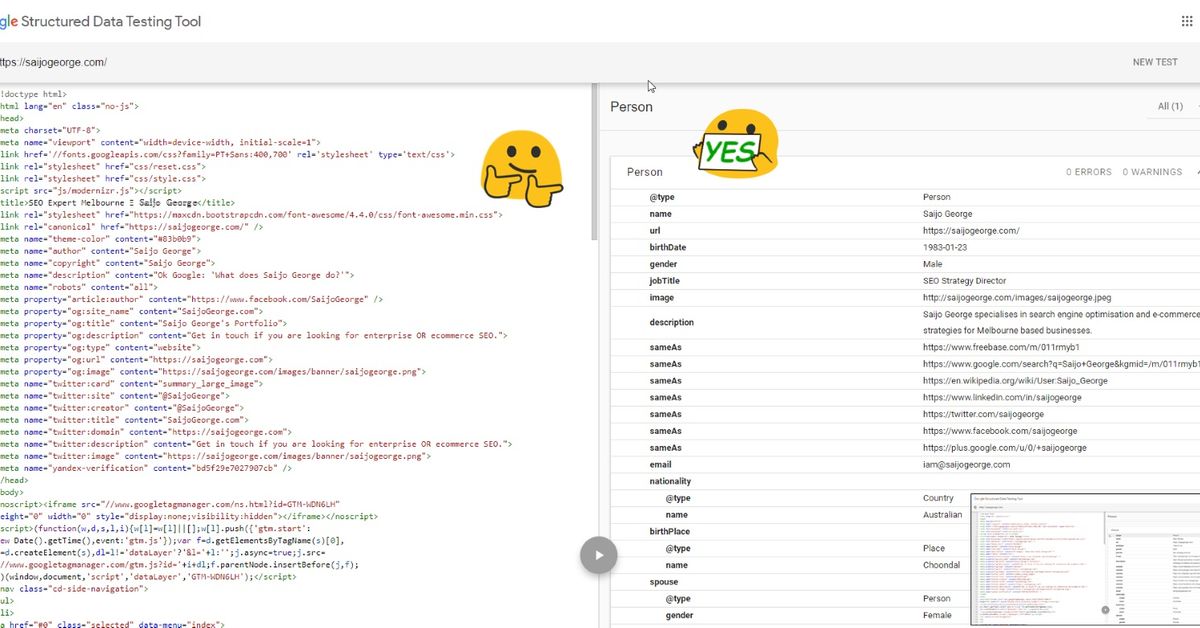 gle Structured Data Testing Tool
ttps://saijogeorge.com/
NEW TEST
!doctype html>
html lang="en" class="no-js">
head>
meta charset="UTF-8">
meta name="viewport" content="width=device-width, initial-scale=1">
link href='//fonts.googleapis.com/css?family=PT+Sans:400,700' rel='stylesheet' type='text/css'>
link rel="stylesheet" href="css/reset.css">
link rel="stylesheet" href="css/style.css">
script src="js/modernizr.js"></script>
title>SEO Expert Melbourne Ξ Saijo George</title>
link rel="stylesheet" href="https://maxcdn.bootstrapcdn.com/font-awesome/4.4.0/css/font-awesome.min.css">
link rel="canonical" href="https://saijogeorge.com/" />
meta name="theme-color" content="#83b0b9">
meta name="author" content="Saijo George">
meta name="copyright" content="Saijo George">
meta name="description" content="Ok Google: 'What does Saijo George do?'">
meta name="robots" content="all">
meta property="article:author" content="https://www.facebook.com/SaijoGeorge" />
meta property="og:site_name" content="SaijoGeorge.com">
meta property="og:title" content="Saijo George's Portfolio">
meta property="og:description" content="Get in touch if you are looking for enterprise OR ecommerce SEO.">
meta property="og:type" content="website">
meta property="og:url" content="https://saijogeorge.com">
meta property="og:image" content="https://saijogeorge.com/images/banner/saijogeorge.png">
meta name="twitter:card" content="summary_large_image">
meta name="twitter:site" content="@SaijoGeorge">
meta name="twitter:creator" content="@SaijoGeorge">
meta name="twitter:title" content="SaijoGeorge.com">
meta name="twitter:domain" content="https://saijogeorge.com">
meta name="twitter:description" content="Get in touch if you are looking for enterprise OR ecommerce SEO.">
meta name="twitter:image" content="https://saijogeorge.com/images/banner/saijogeorge.png">
meta name="yandex-verification" content="bd5f29e7027907cb" />
/head>
body>
noscript><iframe src="//www.googletagmanager.com/ns.html?id=GTM-WDN6LH"
eight="0" width="0" style="display:none;visibility:hidden"></iframe></noscript>
script>(function(w,d,s,l,i){w[l]=w[l]||[];w[l].push({'gtm.start':
ew Date().getTime(),event:'gtm.js'});var f=d.getElementsByTagName(s)[0],
=d.createElement(s),dl=l!='dataLayer'?'&l='+l:'';j.async=true;j.src=
//www.googletagmanager.com/gtm.js?id='+i+dl;f.parentNode.insertBefore(j,f);
)(window,document,'script','dataLayer','GTM-WDN6LH');</script>
nav class="cd-side-navigation">
ul>
li>
a href="#0" class="selected" data-menu="index">
Person
All (1)
YES
Person 0 ERRORS 0 WARNINGS
@type Person
name Saijo George
url https://saijogeorge.com/
birthDate 1983-01-23
gender Male
jobTitle SEO Strategy Director
image http://saijogeorge.com/images/saijogeorge.jpeg
description Saijo George specialises in search engine optimisation and e-commerce
strategies for Melbourne based businesses.
sameAs https://www.freebase.com/m/011rmyb1
sameAs https://www.google.com/search?q=Saijo+George&kgmid=/m/011rmyb1
sameAs https://en.wikipedia.org/wiki/User:Saijo_George
sameAs https://www.linkedin.com/in/saijogeorge
sameAs https://twitter.com/saijogeorge
sameAs https://www.facebook.com/saijogeorge
sameAs https://plus.google.com/u/0/+saijogeorge
email iam@saijogeorge.com
nationality
@type Country
name Australian
birthPlace
@type Place
name Choondal
spouse
@type Person
gender Female
Google Structured Data Testing Tool